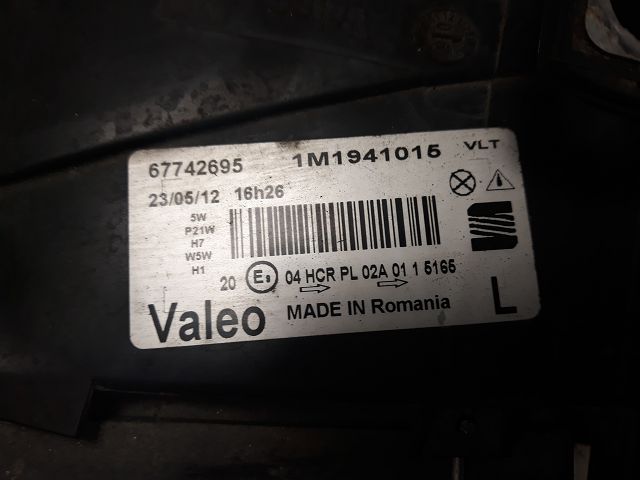 67742695 1M1941015 VLT
23/05/12 16h26
5W
P21W
H7
W5W
H1
20 E9 04 HCR PL 02A 01 1 5165
Valeo MADE IN Romania L